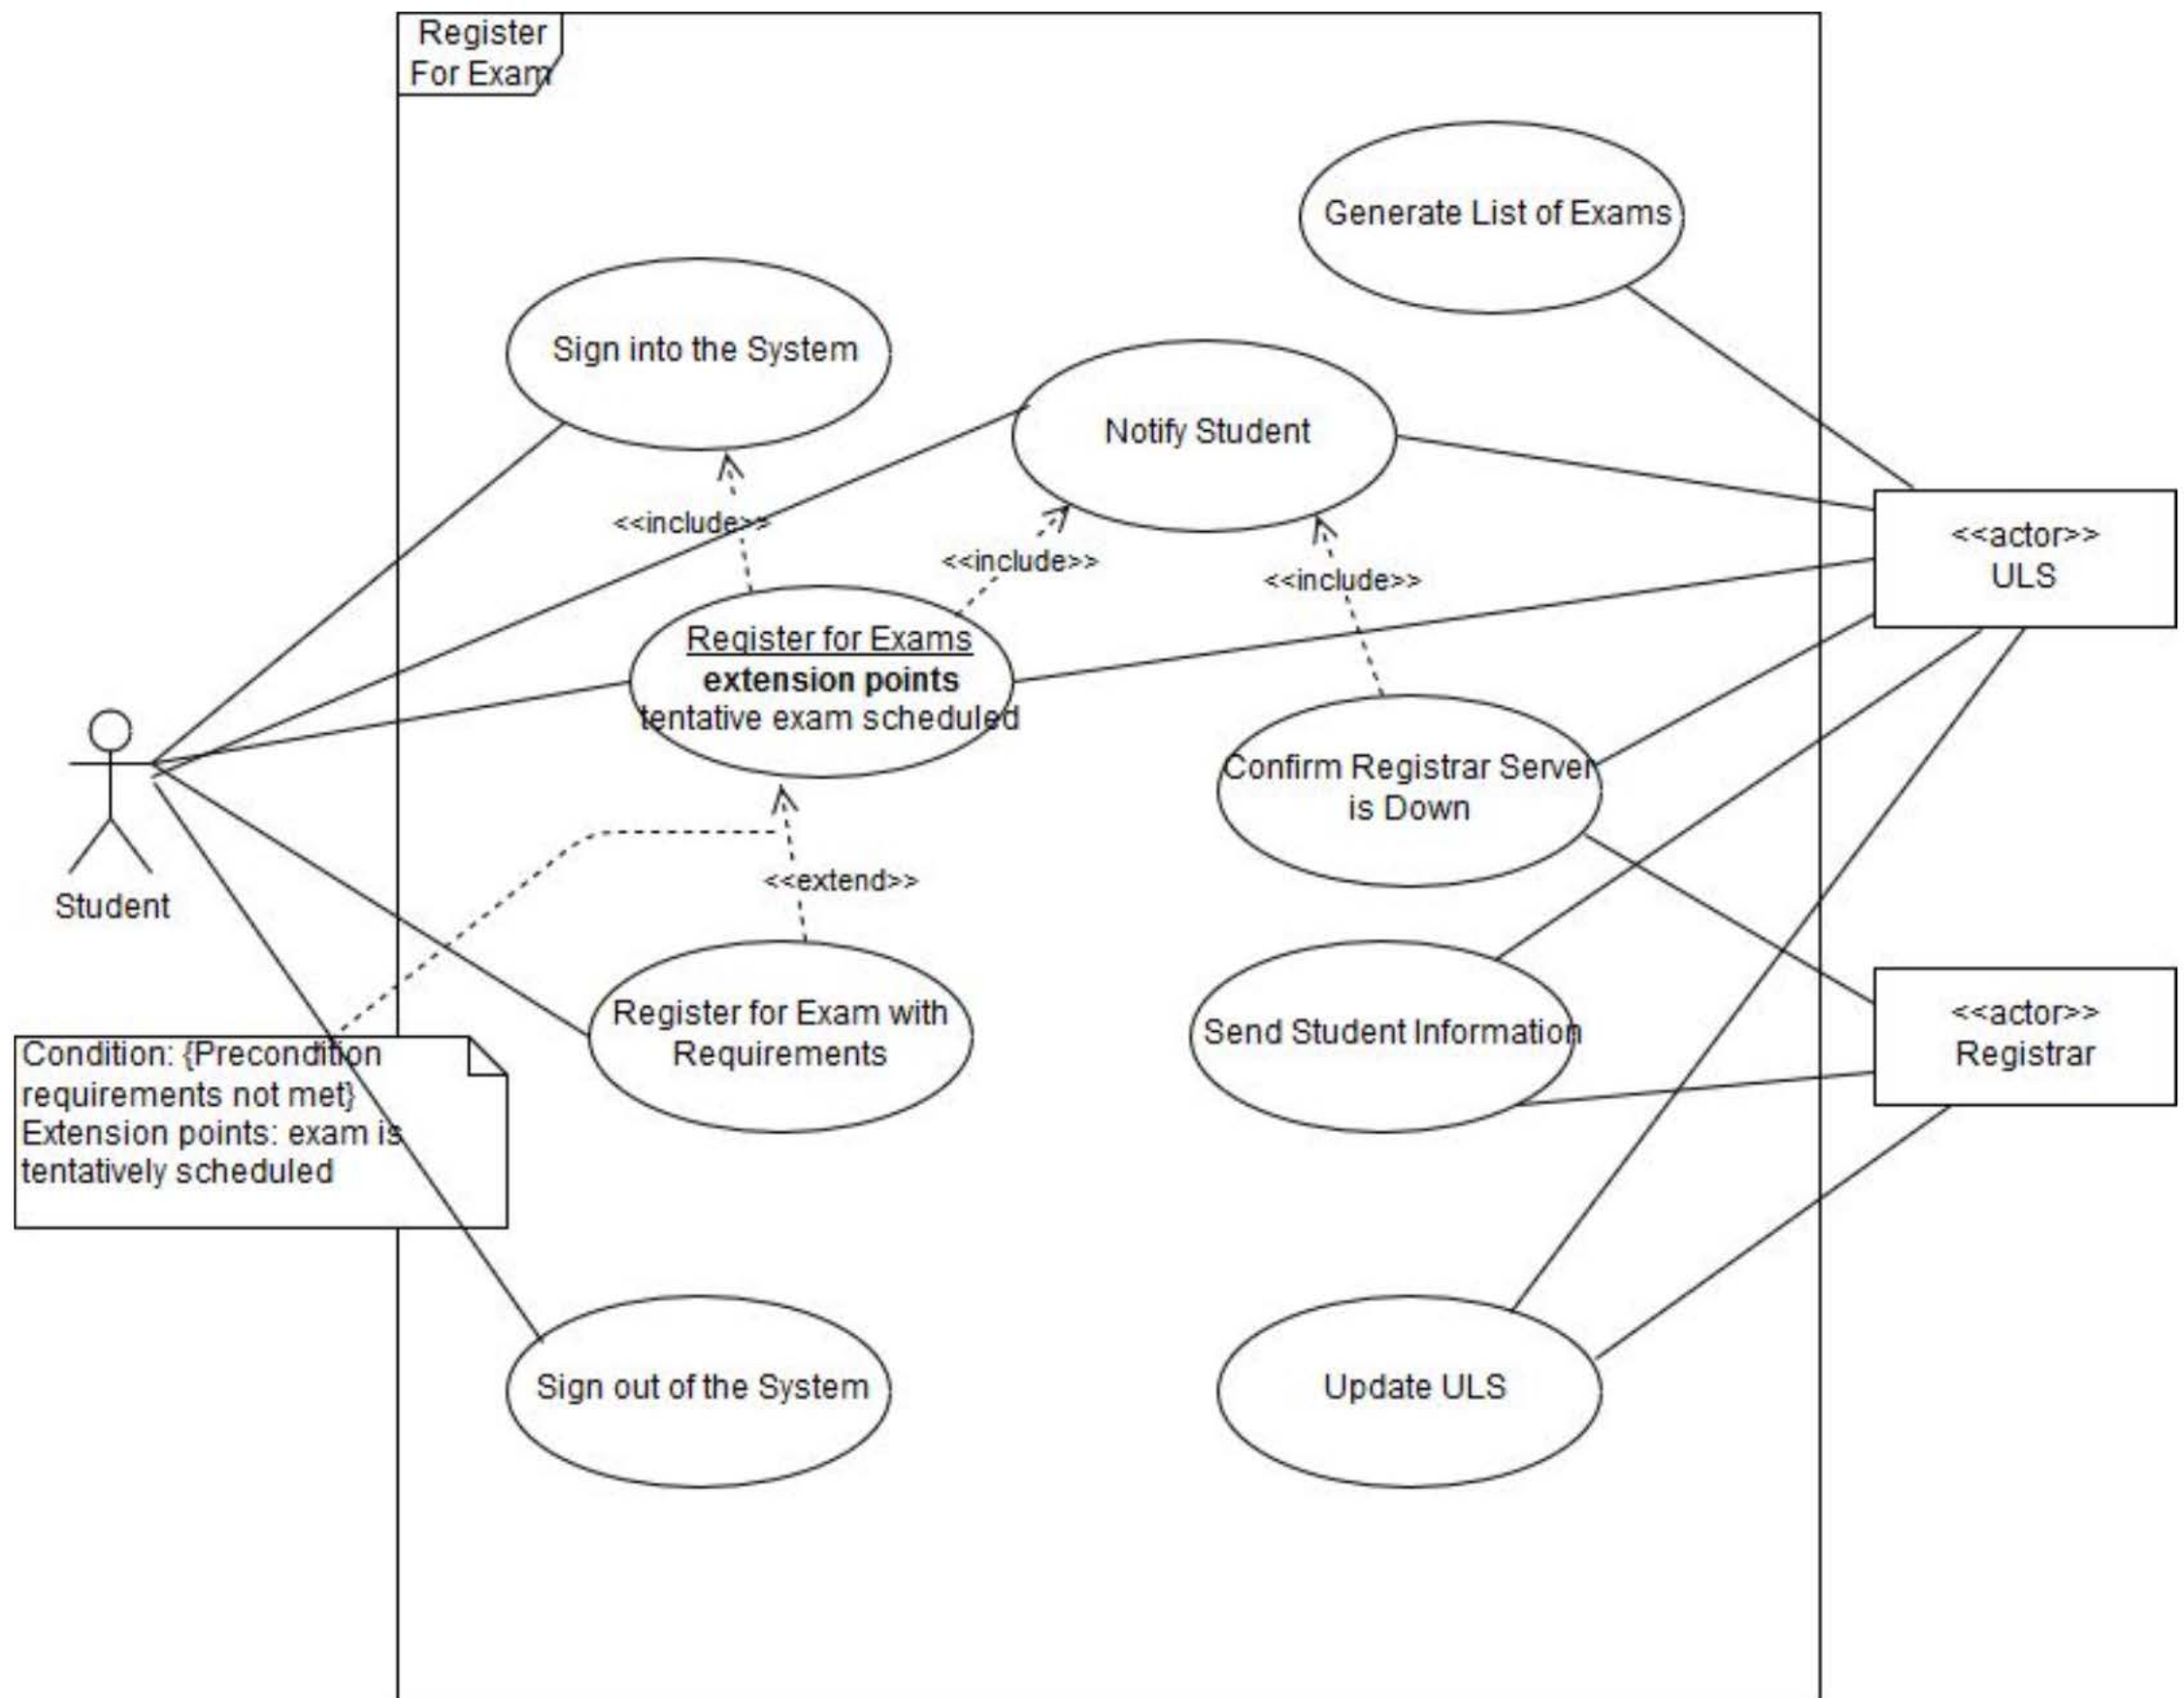 Register
For Exam
Generate List of Exams
Sign into the System
Notify Student
<<include>>
<<include>>
<<include>>
<<actor>>
ULS
Register for Exams
extension points
tentative exam scheduled
Confirm Registrar Server
is Down
Student
<<extend>>
Register for Exam with
Requirements
Send Student Information
<<actor>>
Registrar
Condition: {Precondition
requirements not met}
Extension points: exam is
tentatively scheduled
Sign out of the System
Update ULS